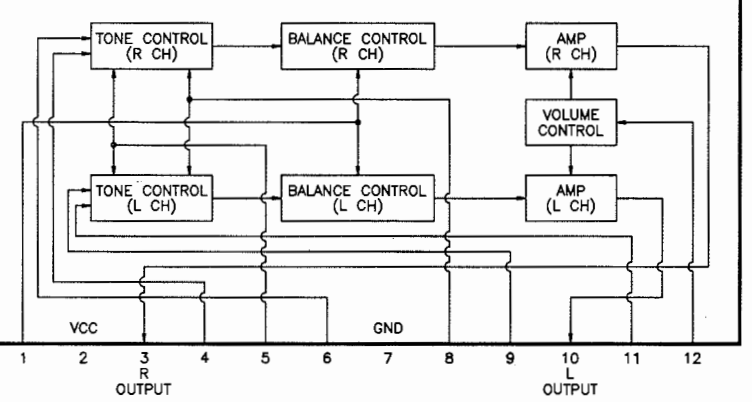 TONE CONTROL
(R CH)
BALANCE CONTROL
(R CH)
AMP
(R CH)
VOLUME
CONTROL
TONE CONTROL
(L CH)
BALANCE CONTROL
(L CH)
AMP
(L CH)
VCC GND
1 2 3 4 5 6 7 8 9 10 11 12
R L
OUTPUT OUTPUT